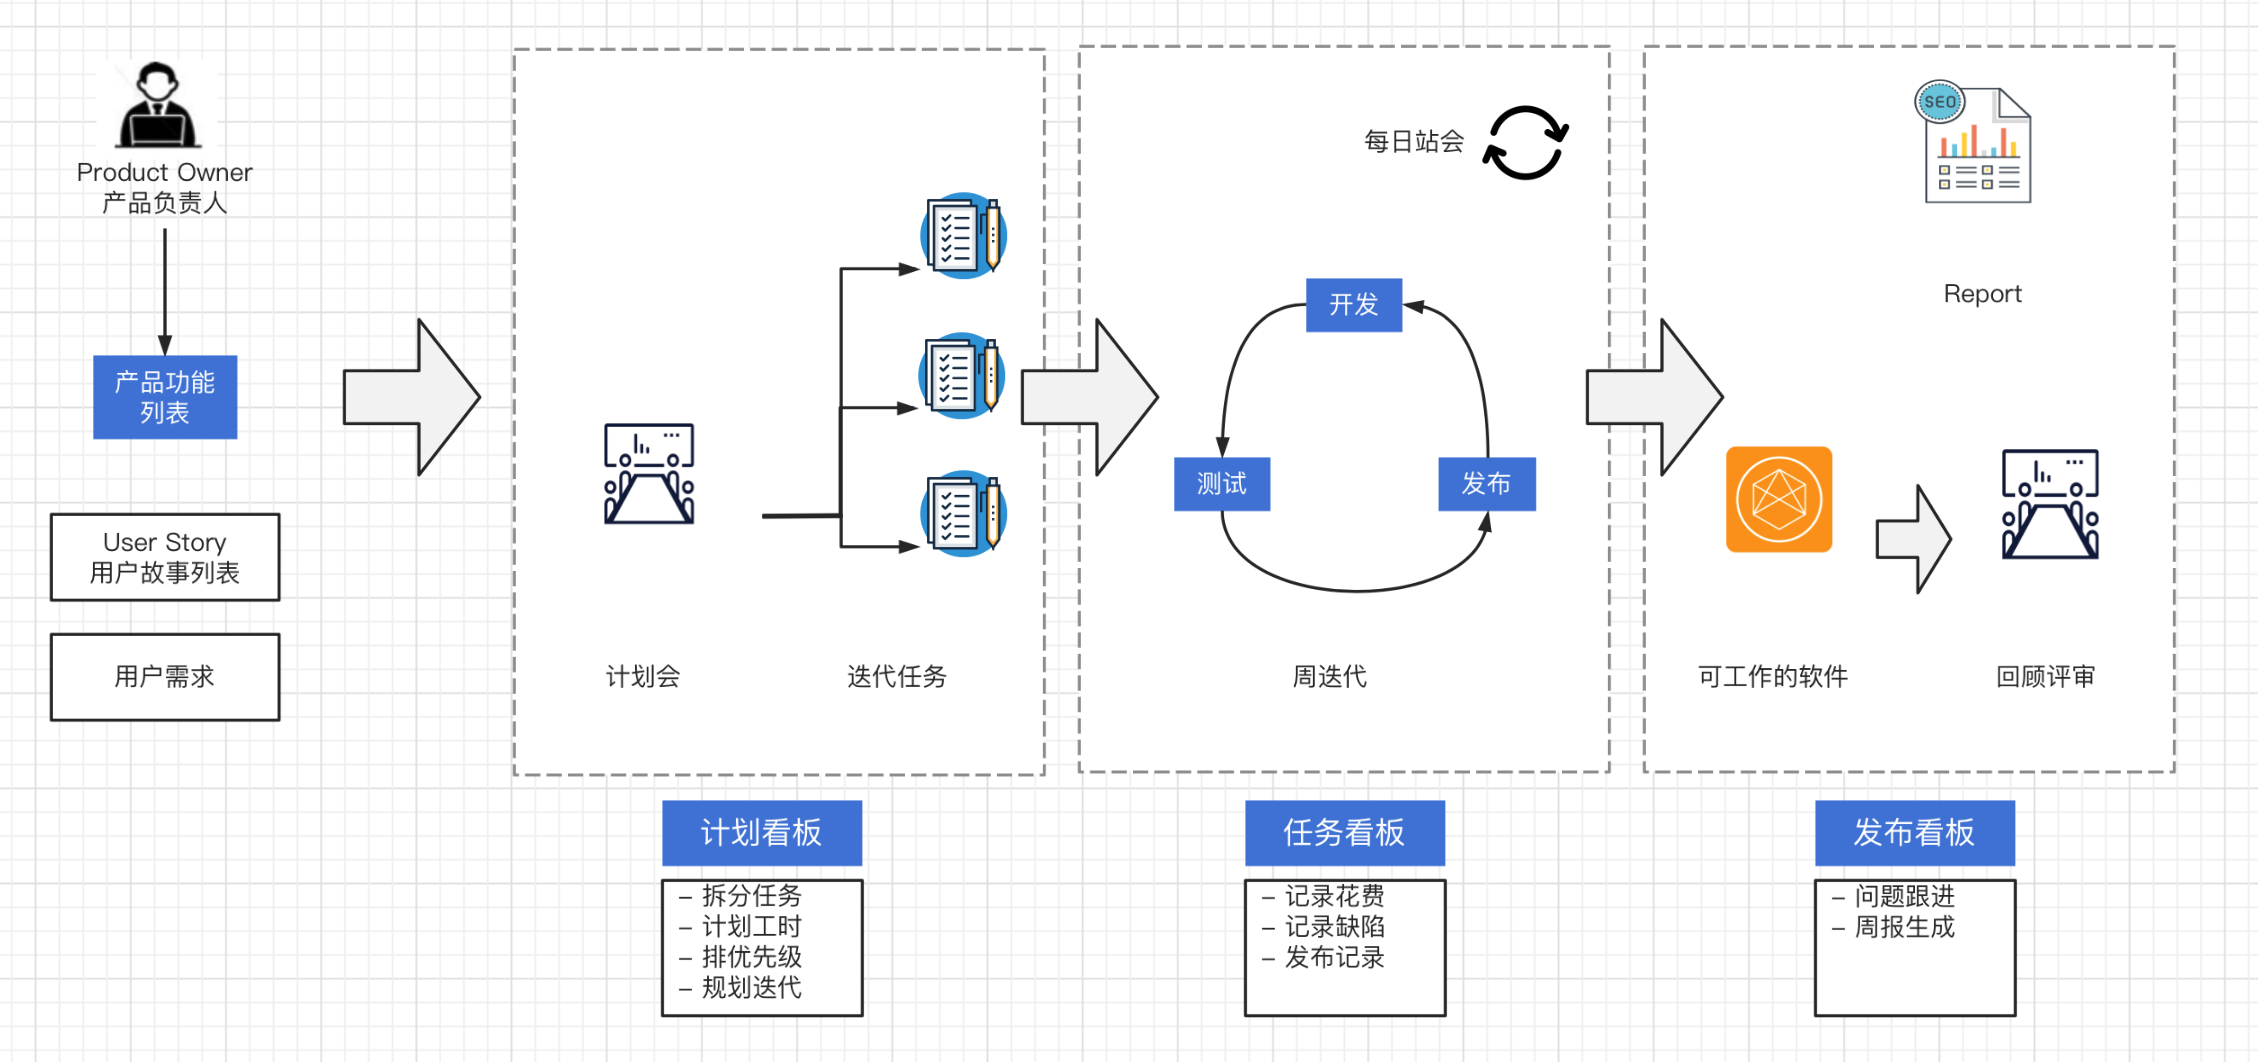 Product Owner
产品负责人
产品功能
列表
User Story
用户故事列表
用户需求
计划会
迭代任务
每日站会
开发
测试
发布
周迭代
SEO
Report
可工作的软件
回顾评审
计划看板
– 拆分任务
– 计划工时
– 排优先级
– 规划迭代
任务看板
– 记录花费
– 记录缺陷
– 发布记录
发布看板
– 问题跟进
– 周报生成